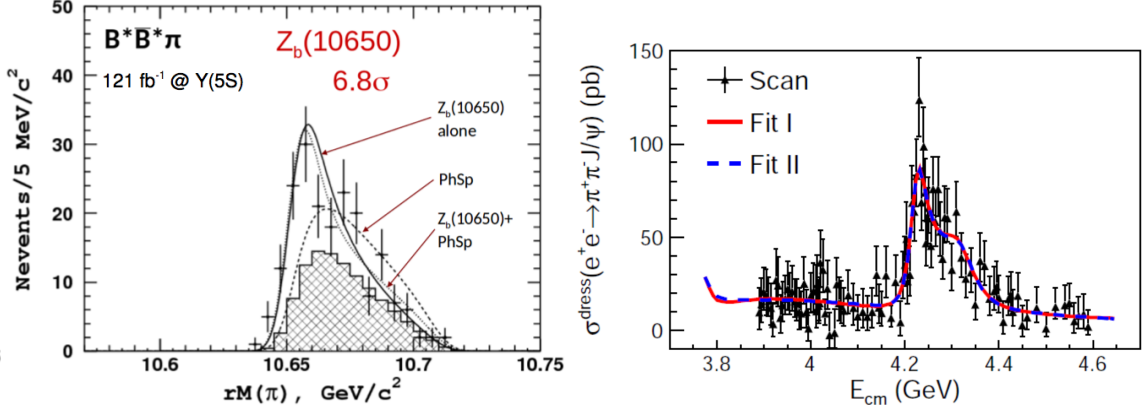 B*B̅*π
Z_b(10650)
121 fb⁻¹ @ Y(5S)
6.8σ
Z_b(10650)
alone
PhSp
Z_b(10650)+
PhSp
Nevents/5 MeV/c²
50
40
30
20
10
0
10.6
10.65
10.7
10.75
rM(π), GeV/c²
σ^dress(e⁺e⁻→π⁺π⁻J/ψ) (pb)
150
100
50
0
Scan
Fit I
Fit II
3.8
4
4.2
4.4
4.6
E_cm (GeV)